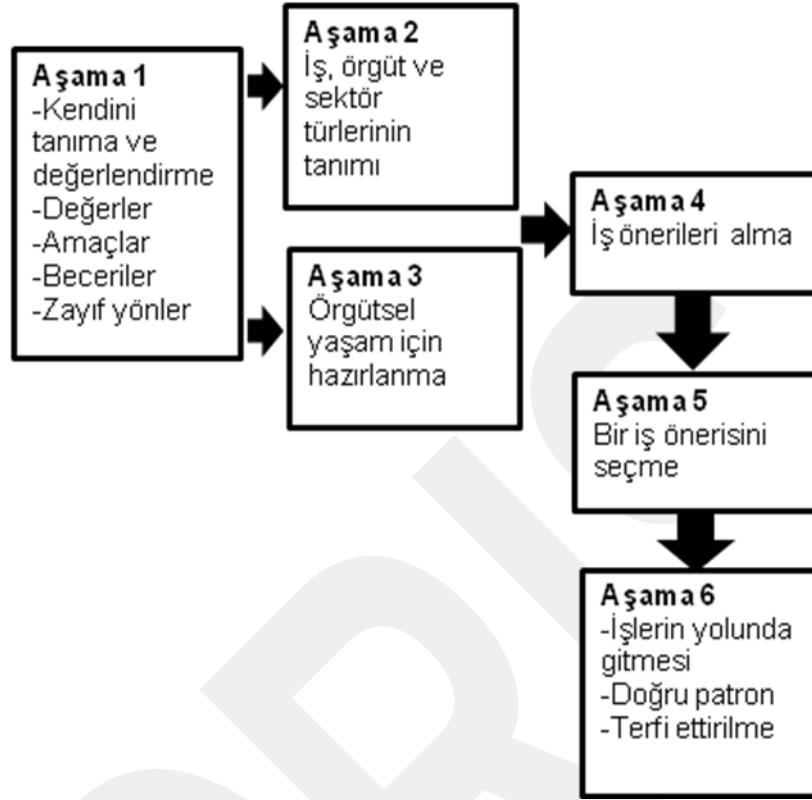 Aşama 1
-Kendini
tanıma ve
değerlendirme
-Değerler
-Amaçlar
-Beceriler
-Zayıf yönler
Aşama 2
İş, örgüt ve
sektör
türlerinin
tanımı
Aşama 3
Örgütsel
yaşam için
hazırlanma
Aşama 4
İş önerileri alma
Aşama 5
Bir iş önerisini
seçme
Aşama 6
-İşlerin yolunda
gitmesi
-Doğru patron
-Terfi ettirilme